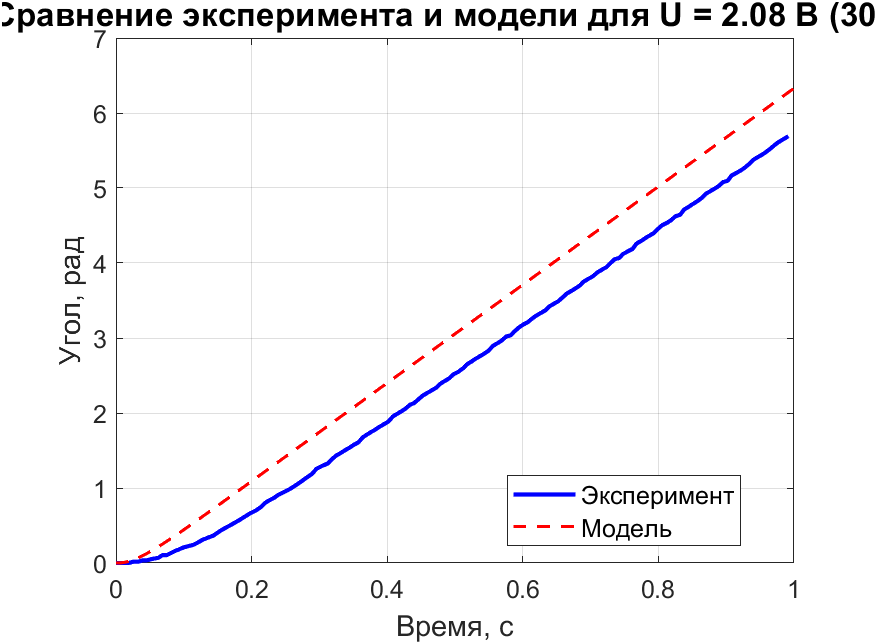 Сравнение эксперимента и модели для U = 2.08 В (30
7
6
5
4
3
2
1
0
Угол, рад
Эксперимент
Модель
0 0.2 0.4 0.6 0.8 1
Время, с